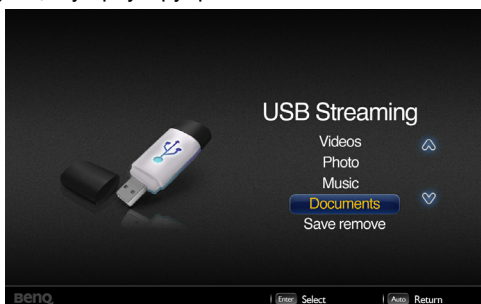 USB Streaming
Videos
Photo
Music
Documents
Save remove
BenQ
Enter Select
Auto Return